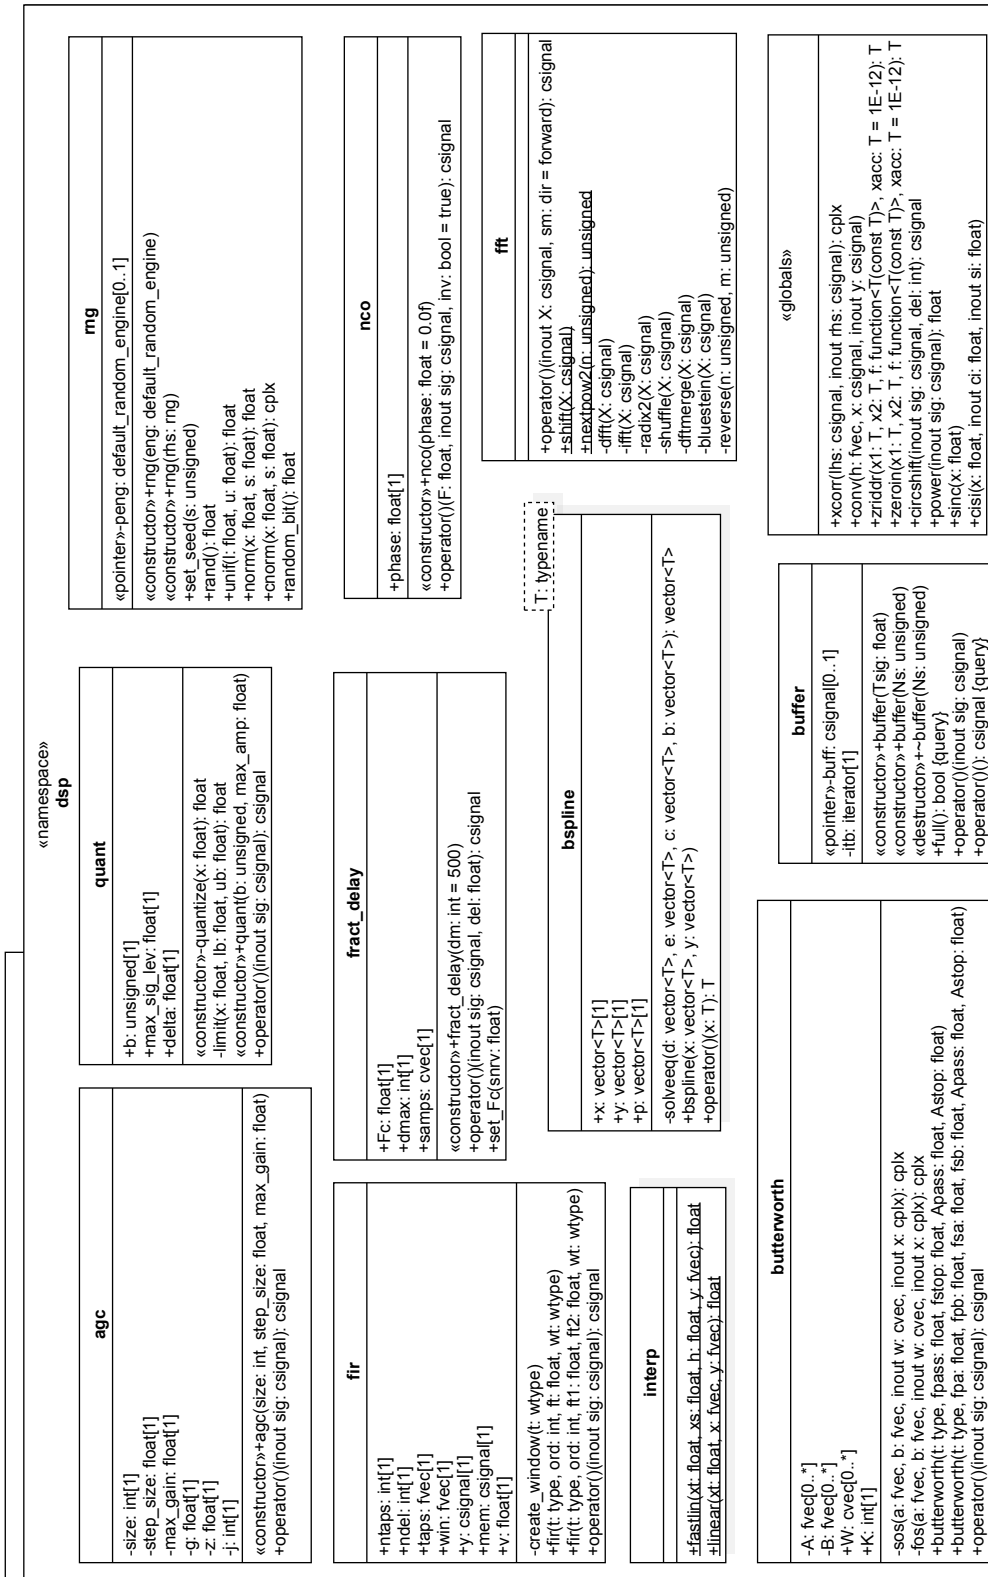 «namespace»
dsp
agc
-size: int[1]
-step_size: float[1]
-max_gain: float[1]
-g: float[1]
-z: float[1]
-j: int[1]
«constructor»+agc(size: int, step_size: float, max_gain: float)
+operator()(inout sig: csignal): csignal
quant
+b: unsigned[1]
+max_sig_lev: float[1]
+delta: float[1]
«constructor»-quantize(x: float): float
-limit(x: float, lb: float, ub: float): float
«constructor»+quant(b: unsigned, max_amp: float)
+operator()(inout sig: csignal): csignal
rng
«pointer»-peng: default_random_engine[0..1]
«constructor»+rng(eng: default_random_engine)
«constructor»+rng(rhs: rng)
+set_seed(s: unsigned)
+rand(): float
+unif(l: float, u: float): float
+norm(x: float, s: float): float
+cnorm(x: float, s: float): cplx
+random_bit(): float
fir
+ntaps: int[1]
+ndel: int[1]
+taps: fvec[1]
+win: fvec[1]
+y: csignal[1]
+mem: csignal[1]
+v: float[1]
-create_window(t: wtype)
+fir(t: type, ord: int, ft: float, wt: wtype)
+fir(t: type, ord: int, ft1: float, ft2: float, wt: wtype)
+operator()(inout sig: csignal): csignal
fract_delay
+Fc: float[1]
+dmax: int[1]
+samps: cvec[1]
«constructor»+fract_delay(dm: int = 500)
+operator()(inout sig: csignal, del: float): csignal
+set_Fc(snrv: float)
nco
+phase: float[1]
«constructor»+nco(phase: float = 0.0f)
+operator()(F: float, inout sig: csignal, inv: bool = true): csignal
fft
+operator()(inout X: csignal, sm: dir = forward): csignal
+shift(X: csignal)
+nextpow2(n: unsigned): unsigned
-dfft(X: csignal)
-ifft(X: csignal)
-radix2(X: csignal)
-shuffle(X: csignal)
-dftmerge(X: csignal)
-bluestein(X: csignal)
-reverse(n: unsigned, m: unsigned)
interp
+fastlin(xt: float, xs: float, h: float, y: fvec): float
+linear(xt: float, x: fvec, y: fvec): float
T: typename
bspline
+x: vector<T>[1]
+y: vector<T>[1]
+p: vector<T>[1]
-solveeq(d: vector<T>, e: vector<T>, c: vector<T>, b: vector<T>): vector<T>
+bspline(x: vector<T>, y: vector<T>)
+operator()(x: T): T
butterworth
-A: fvec[0..*]
-B: fvec[0..*]
+W: cvec[0..*]
+K: int[1]
-sos(a: fvec, b: fvec, inout w: cvec, inout x: cplx): cplx
-fos(a: fvec, b: fvec, inout w: cvec, inout x: cplx): cplx
+butterworth(t: type, fpass: float, fstop: float, Apass: float, Astop: float)
+butterworth(t: type, fpa: float, fpb: float, fsa: float, fsb: float, Apass: float, Astop: float)
+operator()(inout sig: csignal): csignal
buffer
«pointer»-buff: csignal[0..1]
-itb: iterator[1]
«constructor»+buffer(Tsig: float)
«constructor»+buffer(Ns: unsigned)
«destructor»+~buffer(Ns: unsigned)
+full(): bool {query}
+operator()(inout sig: csignal)
+operator()(): csignal {query}
«globals»
+xcorr(lhs: csignal, inout rhs: csignal): cplx
+conv(h: fvec, x: csignal, inout y: csignal)
+zriddr(x1: T, x2: T, f: function<T(const T)>, xacc: T = 1E-12): T
+zeroin(x1: T, x2: T, f: function<T(const T)>, xacc: T = 1E-12): T
+circshift(inout sig: csignal, del: int): csignal
+power(inout sig: csignal): float
+sinc(x: float)
+cisi(x: float, inout ci: float, inout si: float)